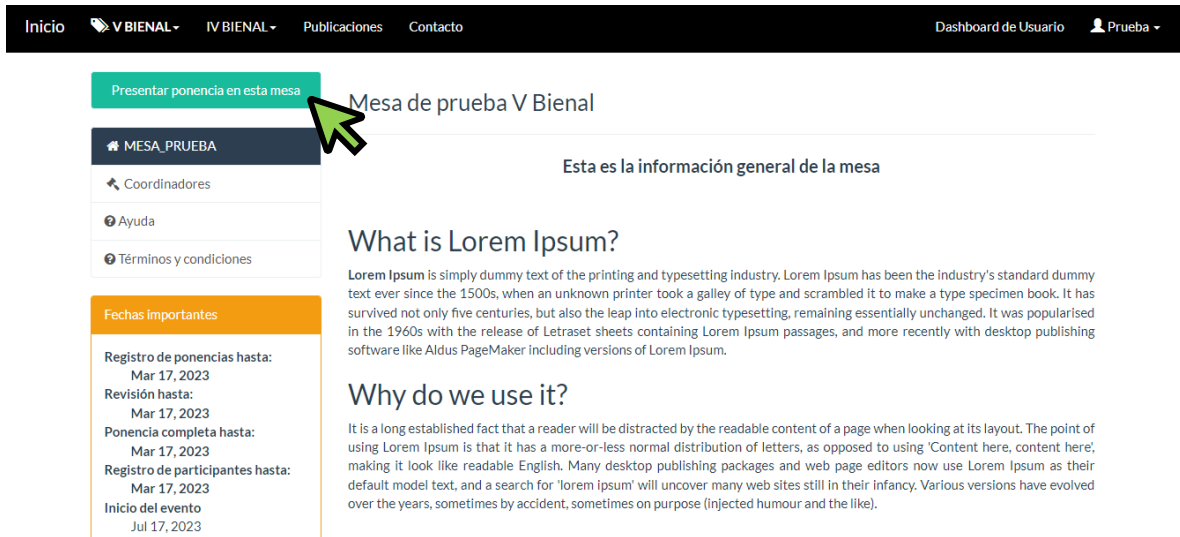 Inicio V BIENAL IV BIENAL Publicaciones Contacto Dashboard de Usuario Prueba
Presentar ponencia en esta mesa
MESA_PRUEBA
Coordinadores
Ayuda
Términos y condiciones
Fechas importantes
Registro de ponencias hasta:
Mar 17, 2023
Revisión hasta:
Mar 17, 2023
Ponencia completa hasta:
Mar 17, 2023
Registro de participantes hasta:
Mar 17, 2023
Inicio del evento
Jul 17, 2023
Mesa de prueba V Bienal
Esta es la información general de la mesa
What is Lorem Ipsum?
Lorem Ipsum is simply dummy text of the printing and typesetting industry. Lorem Ipsum has been the industry's standard dummy
text ever since the 1500s, when an unknown printer took a galley of type and scrambled it to make a type specimen book. It has
survived not only five centuries, but also the leap into electronic typesetting, remaining essentially unchanged. It was popularised
in the 1960s with the release of Letraset sheets containing Lorem Ipsum passages, and more recently with desktop publishing
software like Aldus PageMaker including versions of Lorem Ipsum.
Why do we use it?
It is a long established fact that a reader will be distracted by the readable content of a page when looking at its layout. The point of
using Lorem Ipsum is that it has a more-or-less normal distribution of letters, as opposed to using 'Content here, content here',
making it look like readable English. Many desktop publishing packages and web page editors now use Lorem Ipsum as their
default model text, and a search for 'lorem ipsum' will uncover many web sites still in their infancy. Various versions have evolved
over the years, sometimes by accident, sometimes on purpose (injected humour and the like).